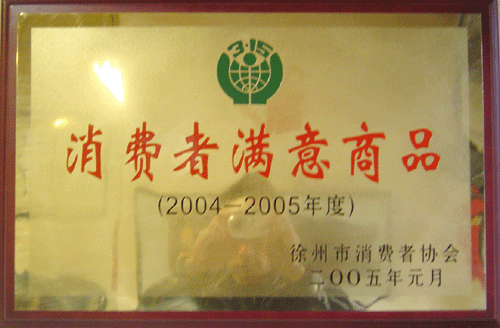 3·15
消费者满意商品
(2004—2005年度)
徐州市消费者协会
二OO五年元月